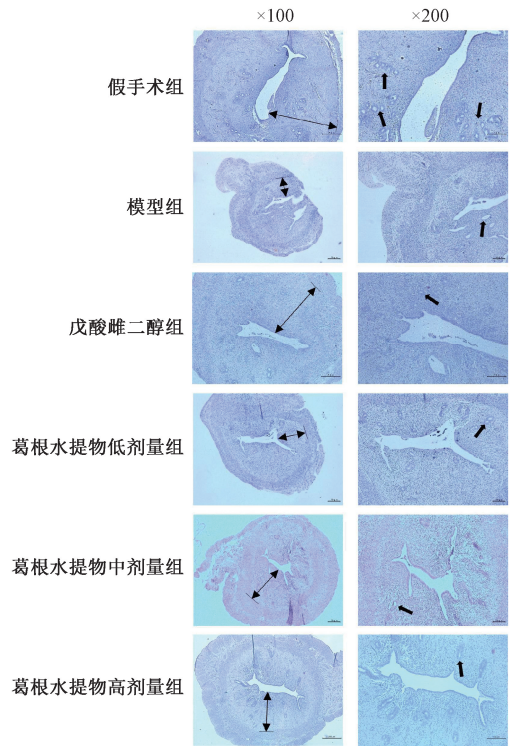 ×100 ×200
假手术组
模型组
戊酸雌二醇组
葛根水提物低剂量组
葛根水提物中剂量组
葛根水提物高剂量组